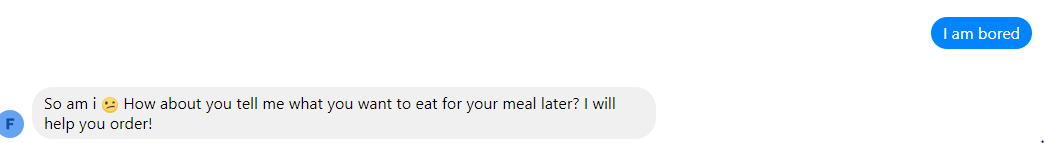 I am bored
So am i 😕 How about you tell me what you want to eat for your meal later? I will
help you order!
F